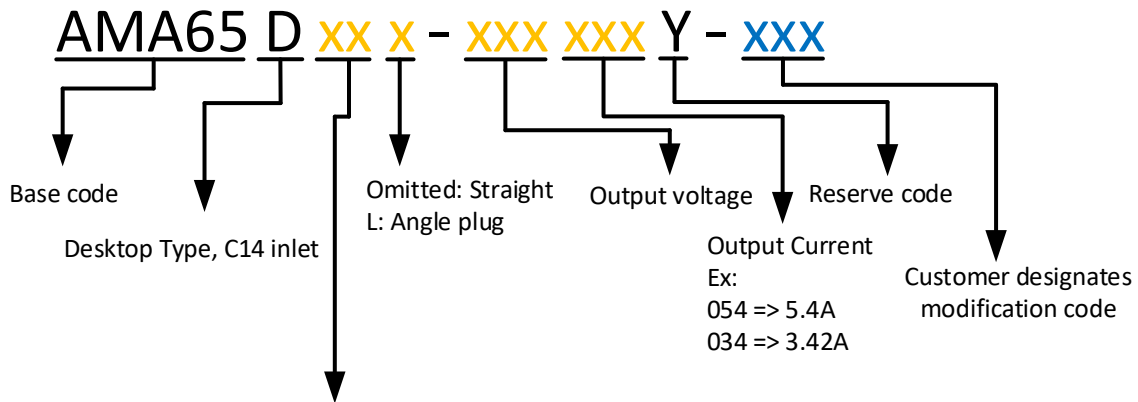 AMA65 D xx x - xxx xxx Y - xxx
Base code
Desktop Type, C14 inlet
Omitted: Straight
L: Angle plug
Output voltage
Output Current
Ex:
054 => 5.4A
034 => 3.42A
Reserve code
Customer designates
modification code